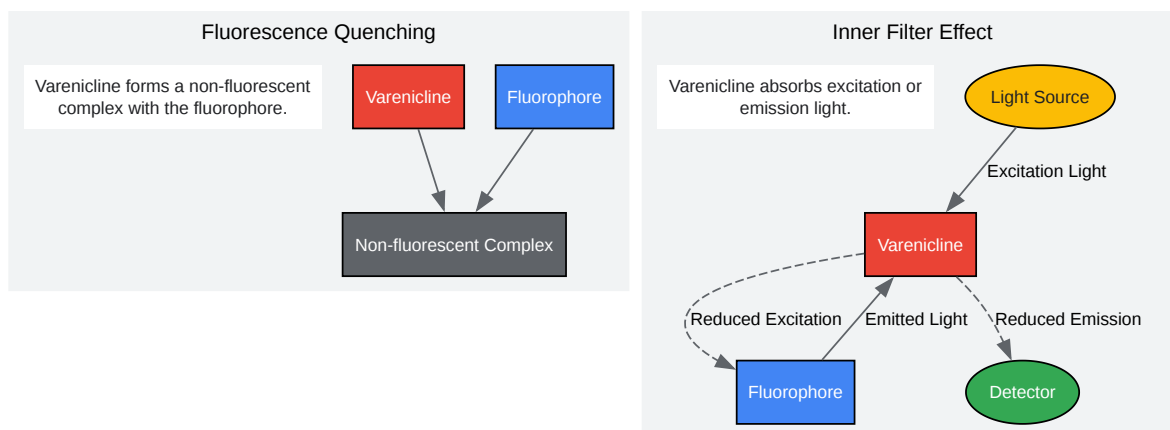 Fluorescence Quenching
Varenicline forms a non-fluorescent
complex with the fluorophore.
Varenicline
Fluorophore
Non-fluorescent Complex
Inner Filter Effect
Varenicline absorbs excitation or
emission light.
Light Source
Excitation Light
Varenicline
Reduced Excitation
Emitted Light
Reduced Emission
Fluorophore
Detector